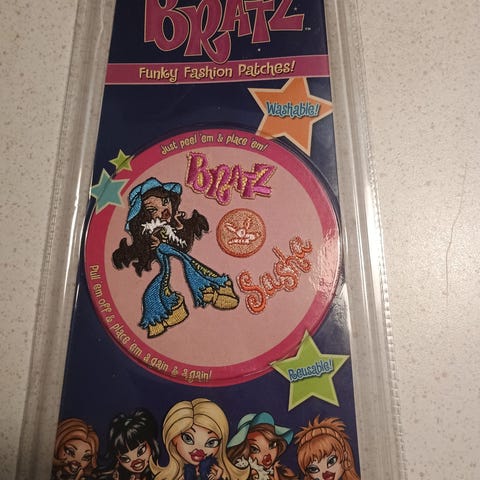 BRATZ
Funky Fashion Patches!
Washable!
Just peel 'em & place 'em!
BRATZ
Sasha
Pull 'em off & place 'em again & again!
Reusable!